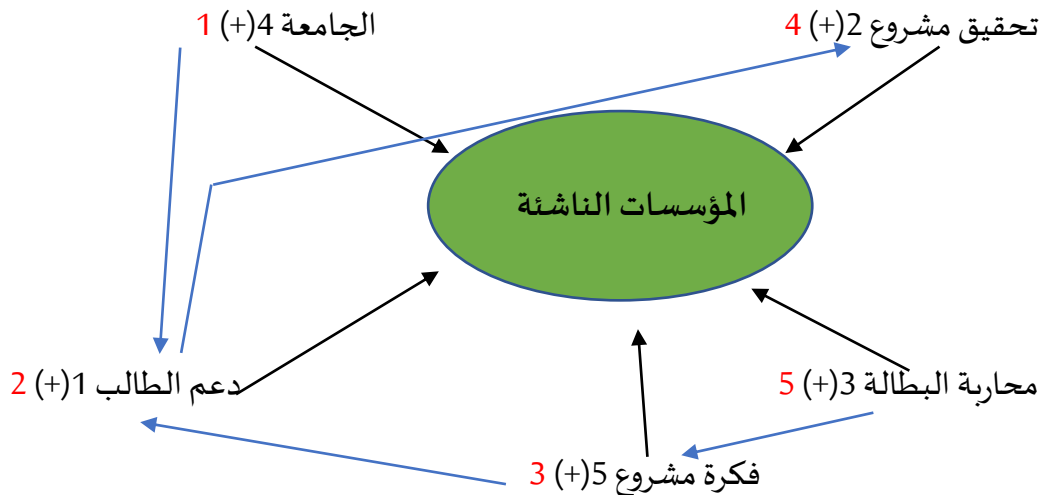 الجامعة 4(+) 1
تحقيق مشروع 2(+) 4
المؤسسات الناشئة
دعم الطالب 1(+) 2
محاربة البطالة 3(+) 5
فكرة مشروع 5(+) 3